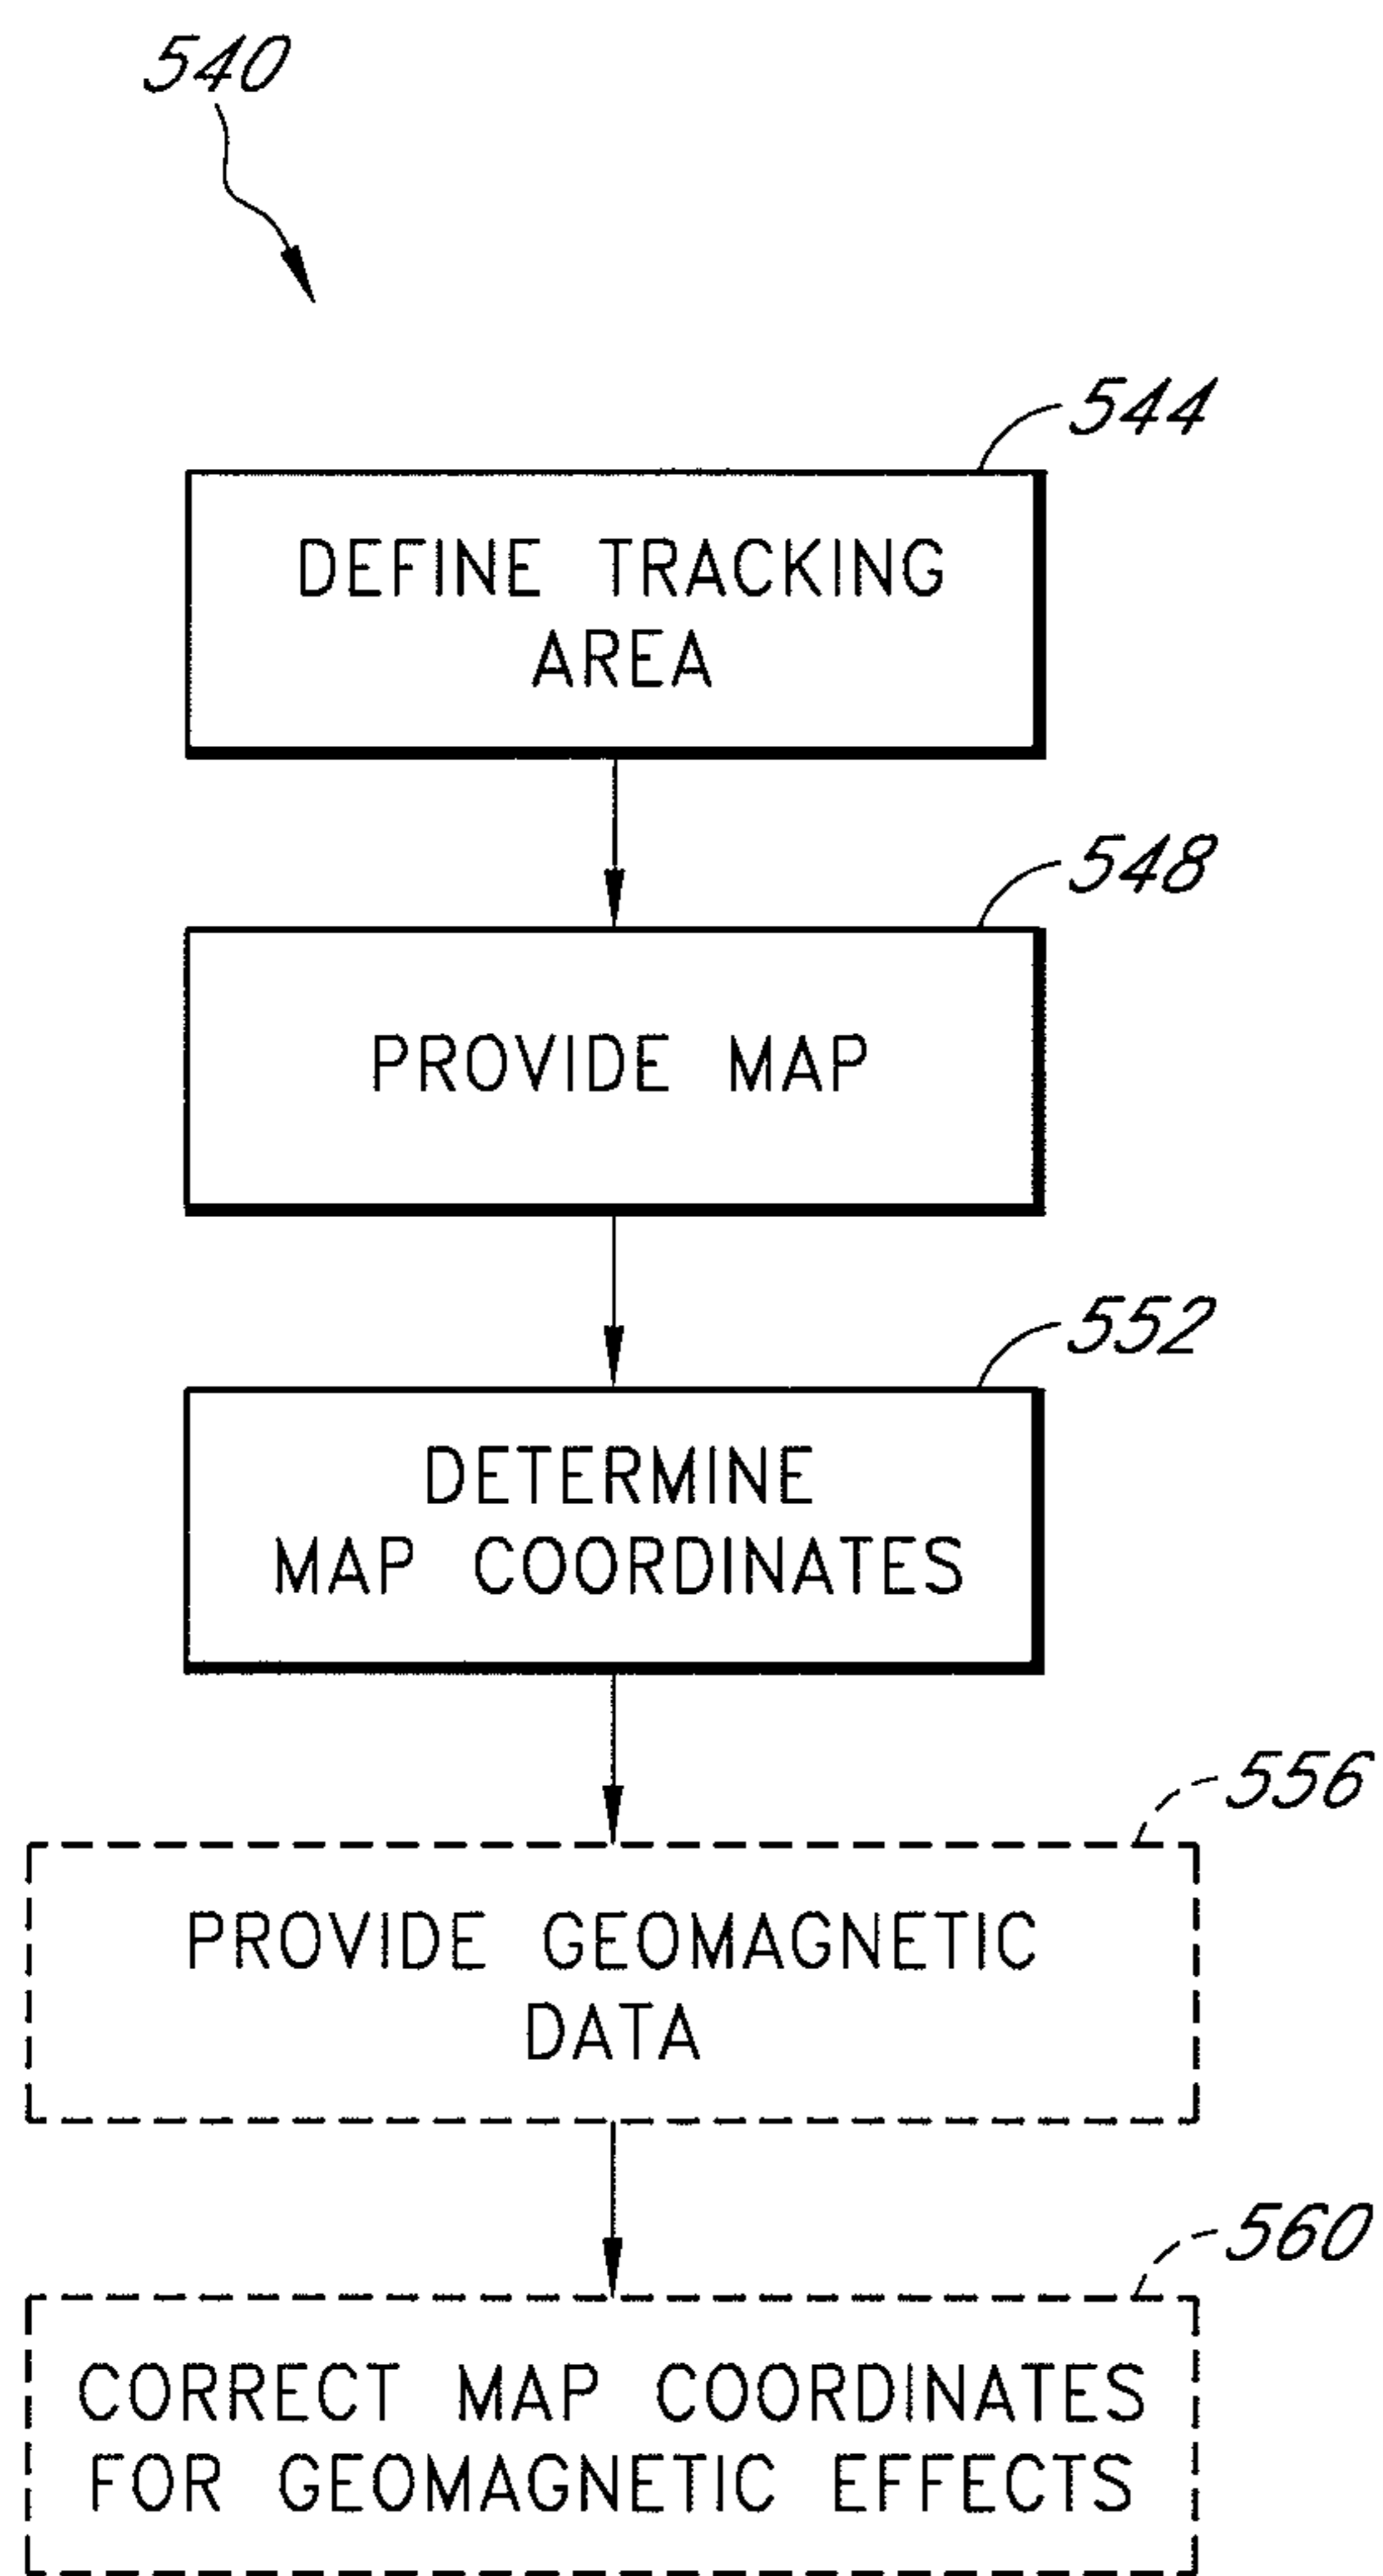 540
544
DEFINE TRACKING
AREA
548
PROVIDE MAP
552
DETERMINE
MAP COORDINATES
556
PROVIDE GEOMAGNETIC
DATA
560
CORRECT MAP COORDINATES
FOR GEOMAGNETIC EFFECTS